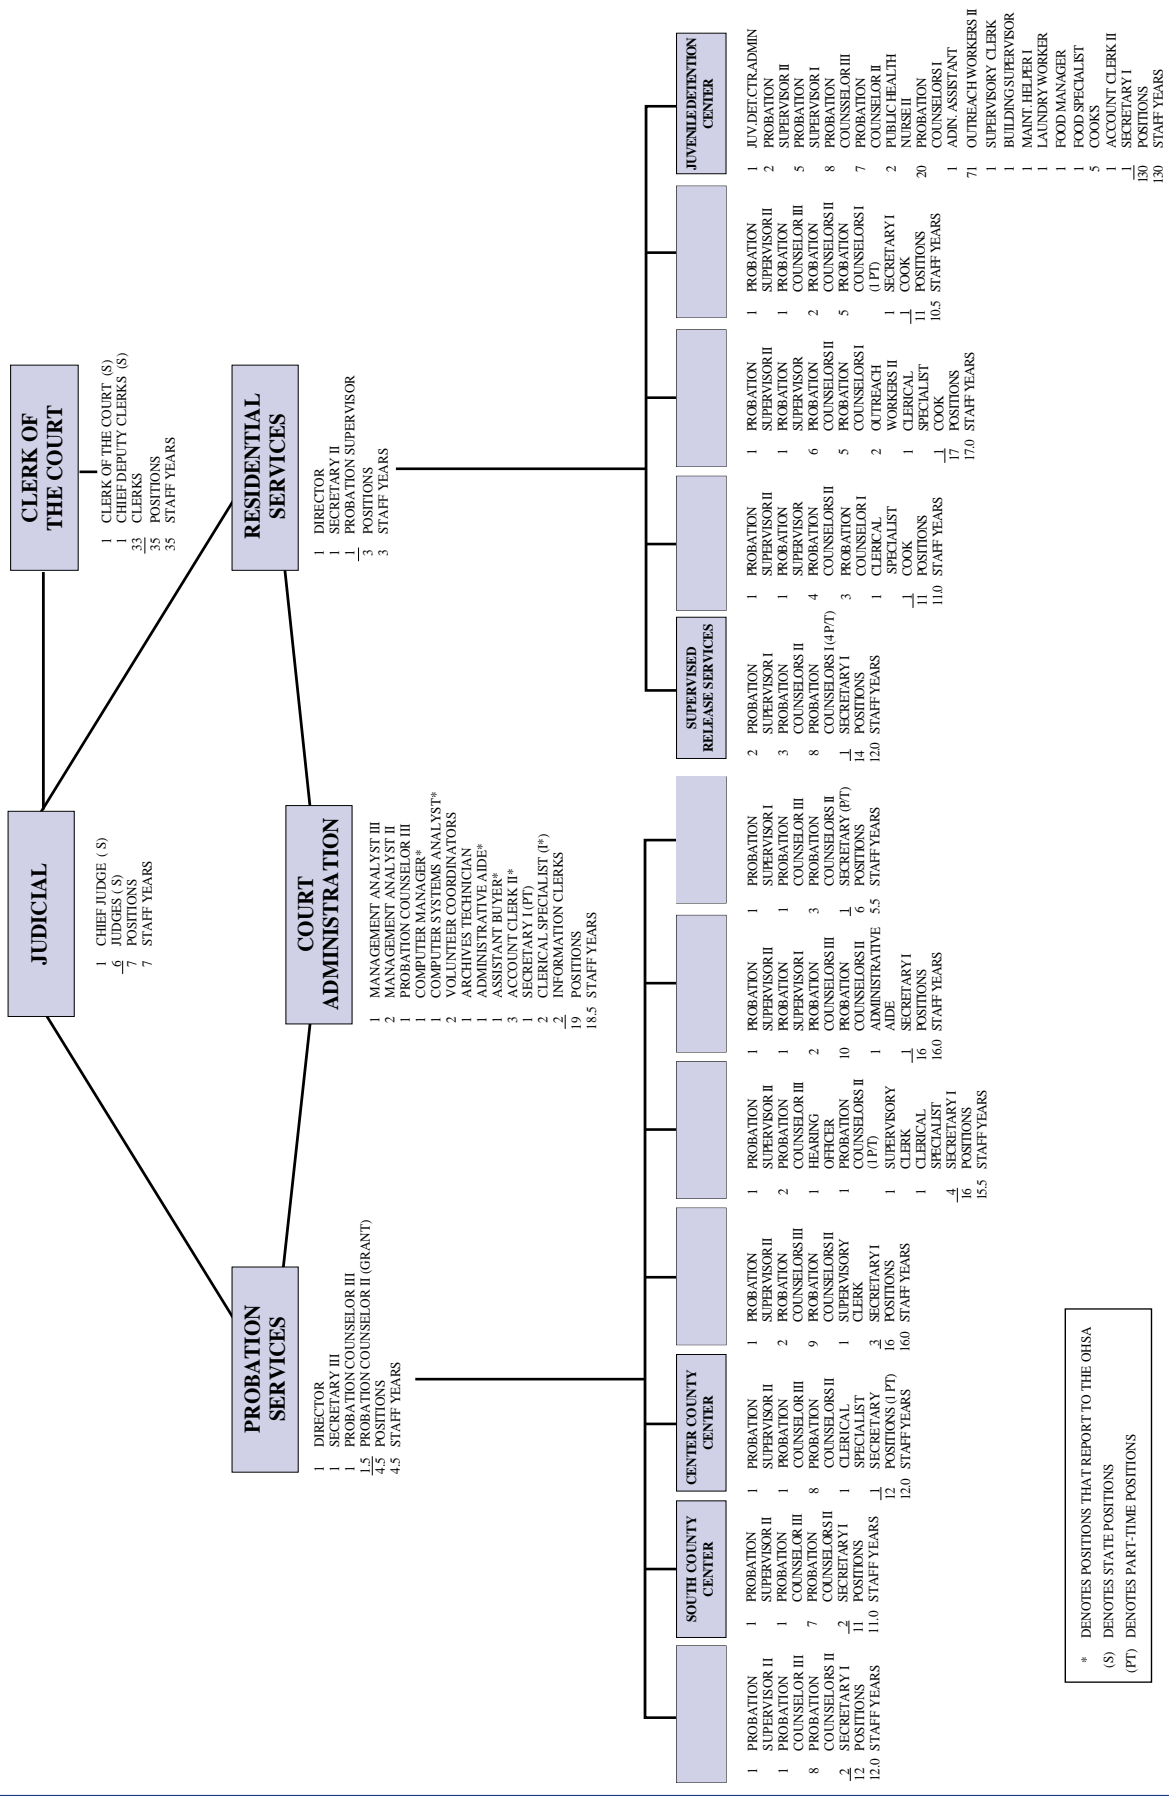 JUDICIAL
1 CHIEF JUDGE ( S)
6 JUDGES ( S)
7 POSITIONS
7 STAFF YEARS
CLERK OF
THE COURT
1 CLERK OF THE COURT (S)
1 CHIEF DEPUTY CLERKS (S)
33 CLERKS
35 POSITIONS
35 STAFF YEARS
PROBATION
SERVICES
1 DIRECTOR
1 SECRETARY III
1 PROBATION COUNSELOR III
1.5 PROBATION COUNSELOR II (GRANT)
4.5 POSITIONS
4.5 STAFF YEARS
COURT
ADMINISTRATION
1 MANAGEMENT ANALYST III
2 MANAGEMENT ANALYST II
1 PROBATION COUNSELOR III
1 COMPUTER MANAGER*
1 COMPUTER SYSTEMS ANALYST*
2 VOLUNTEER COORDINATORS
1 ARCHIVES TECHNICIAN
1 ADMINISTRATIVE AIDE*
1 ASSISTANT BUYER*
3 ACCOUNT CLERK II*
1 SECRETARY I (PT)
2 CLERICAL SPECIALIST (I*)
2 INFORMATION CLERKS
19 POSITIONS
18.5 STAFF YEARS
RESIDENTIAL
SERVICES
1 DIRECTOR
1 SECRETARY II
1 PROBATION SUPERVISOR
3 POSITIONS
3 STAFF YEARS
1 PROBATION
SUPERVISOR II
1 PROBATION
COUNSELOR III
8 PROBATION
COUNSELORS II
2 SECRETARY I
12 POSITIONS
12.0 STAFF YEARS
SOUTH COUNTY
CENTER
1 PROBATION
SUPERVISOR II
1 PROBATION
COUNSELOR III
7 PROBATION
COUNSELORS II
2 SECRETARY I
11 POSITIONS
11.0 STAFF YEARS
CENTER COUNTY
CENTER
1 PROBATION
SUPERVISOR II
1 PROBATION
COUNSELOR III
8 PROBATION
COUNSELORS II
1 CLERICAL
SPECIALIST
1 SECRETARY
12 POSITIONS (1 PT)
12.0 STAFF YEARS
1 PROBATION
SUPERVISOR II
2 PROBATION
COUNSELORS III
9 PROBATION
COUNSELORS II
1 SUPERVISORY
CLERK
3 SECRETARY I
16 POSITIONS
16.0 STAFF YEARS
1 PROBATION
SUPERVISOR II
2 PROBATION
COUNSELOR III
1 HEARING
OFFICER
1 PROBATION
COUNSELORS II
(1 P/T)
1 SUPERVISORY
CLERK
1 CLERICAL
SPECIALIST
4 SECRETARY I
16 POSITIONS
15.5 STAFF YEARS
1 PROBATION
SUPERVISOR II
1 PROBATION
SUPERVISOR I
2 PROBATION
COUNSELORS III
10 PROBATION
COUNSELORS II
1 ADMINISTRATIVE
AIDE
1 SECRETARY I
16 POSITIONS
16.0 STAFF YEARS
1 PROBATION
SUPERVISOR I
1 PROBATION
COUNSELOR III
3 PROBATION
COUNSELORS II
1 SECRETARY (P/T)
6 POSITIONS
5.5 STAFF YEARS
SUPERVISED
RELEASE SERVICES
2 PROBATION
SUPERVISOR I
3 PROBATION
COUNSELORS II
8 PROBATION
COUNSELORS I (4 P/T)
1 SECRETARY I
14 POSITIONS
12.0 STAFF YEARS
1 PROBATION
SUPERVISOR II
1 PROBATION
SUPERVISOR
4 PROBATION
COUNSELORS II
3 PROBATION
COUNSELOR I
1 CLERICAL
SPECIALIST
1 COOK
11 POSITIONS
11.0 STAFF YEARS
1 PROBATION
SUPERVISOR II
1 PROBATION
SUPERVISOR
6 PROBATION
COUNSELORS II
5 PROBATION
COUNSELORS I
2 OUTREACH
WORKERS II
1 CLERICAL
SPECIALIST
1 COOK
17 POSITIONS
17.0 STAFF YEARS
1 PROBATION
SUPERVISOR II
1 PROBATION
COUNSELOR III
2 PROBATION
COUNSELORS II
5 PROBATION
COUNSELORS I
(1 PT)
1 SECRETARY I
1 COOK
11 POSITIONS
10.5 STAFF YEARS
JUVENILE DETENTION
CENTER
1 JUV. DET. CTR. ADMIN
2 PROBATION
SUPERVISOR II
5 PROBATION
SUPERVISOR I
8 PROBATION
COUNSSELOR III
7 PROBATION
COUNSELOR II
2 PUBLIC HEALTH
NURSE II
20 PROBATION
COUNSELORS I
1 ADIN. ASSISTANT
71 OUTREACH WORKERS II
1 SUPERVISORY CLERK
1 BUILDING SUPERVISOR
1 MAINT. HELPER I
1 LAUNDRY WORKER
1 FOOD MANAGER
1 FOOD SPECIALIST
5 COOKS
1 ACCOUNT CLERK II
1 SECRETARY I
130 POSITIONS
130 STAFF YEARS
* DENOTES POSITIONS THAT REPORT TO THE OHSA
(S) DENOTES STATE POSITIONS
(PT) DENOTES PART-TIME POSITIONS